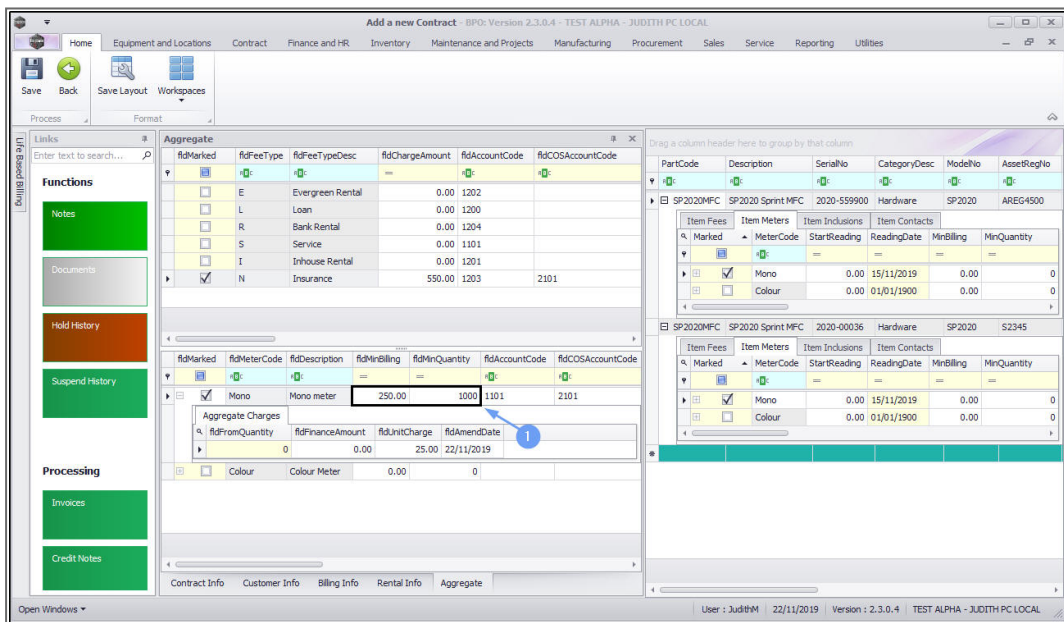 Add a new Contract - BPO: Version 2.3.0.4 - TEST ALPHA - JUDITH PC LOCAL
Home Equipment and Locations Contract Finance and HR Inventory Maintenance and Projects Manufacturing Procurement Sales Service Reporting Utilities
Save Back Save Layout Workspaces
Process Format
Life Based Billing
Links
Enter text to search...
Functions
Notes
Documents
Hold History
Suspend History
Processing
Invoices
Credit Notes
Aggregate
fldMarked fldFeeType fldFeeTypeDesc fldChargeAmount fldAccountCode fldCOSAccountCode
=
E Evergreen Rental 0.00 1202
L Loan 0.00 1200
R Bank Rental 0.00 1204
S Service 0.00 1101
I Inhouse Rental 0.00 1201
N Insurance 550.00 1203 2101
fldMarked fldMeterCode fldDescription fldMinBilling fldMinQuantity fldAccountCode fldCOSAccountCode
= =
Mono Mono meter 250.00 1000 1101 2101
Aggregate Charges
fldFromQuantity fldFinanceAmount fldUnitCharge fldAmendDate
0 0.00 25.00 22/11/2019
1
Colour Colour Meter 0.00 0
Contract Info Customer Info Billing Info Rental Info Aggregate
Drag a column header here to group by that column
PartCode Description SerialNo CategoryDesc ModelNo AssetRegNo
SP2020MFC SP2020 Sprint MFC 2020-559900 Hardware SP2020 AREG4500
Item Fees Item Meters Item Inclusions Item Contacts
Marked MeterCode StartReading ReadingDate MinBilling MinQuantity
= = = =
Mono 0.00 15/11/2019 0.00 0
Colour 0.00 01/01/1900 0.00 0
SP2020MFC SP2020 Sprint MFC 2020-00036 Hardware SP2020 S2345
Item Fees Item Meters Item Inclusions Item Contacts
Marked MeterCode StartReading ReadingDate MinBilling MinQuantity
= = = =
Mono 0.00 15/11/2019 0.00 0
Colour 0.00 01/01/1900 0.00 0
Open Windows User : JudithM 22/11/2019 Version : 2.3.0.4 TEST ALPHA - JUDITH PC LOCAL